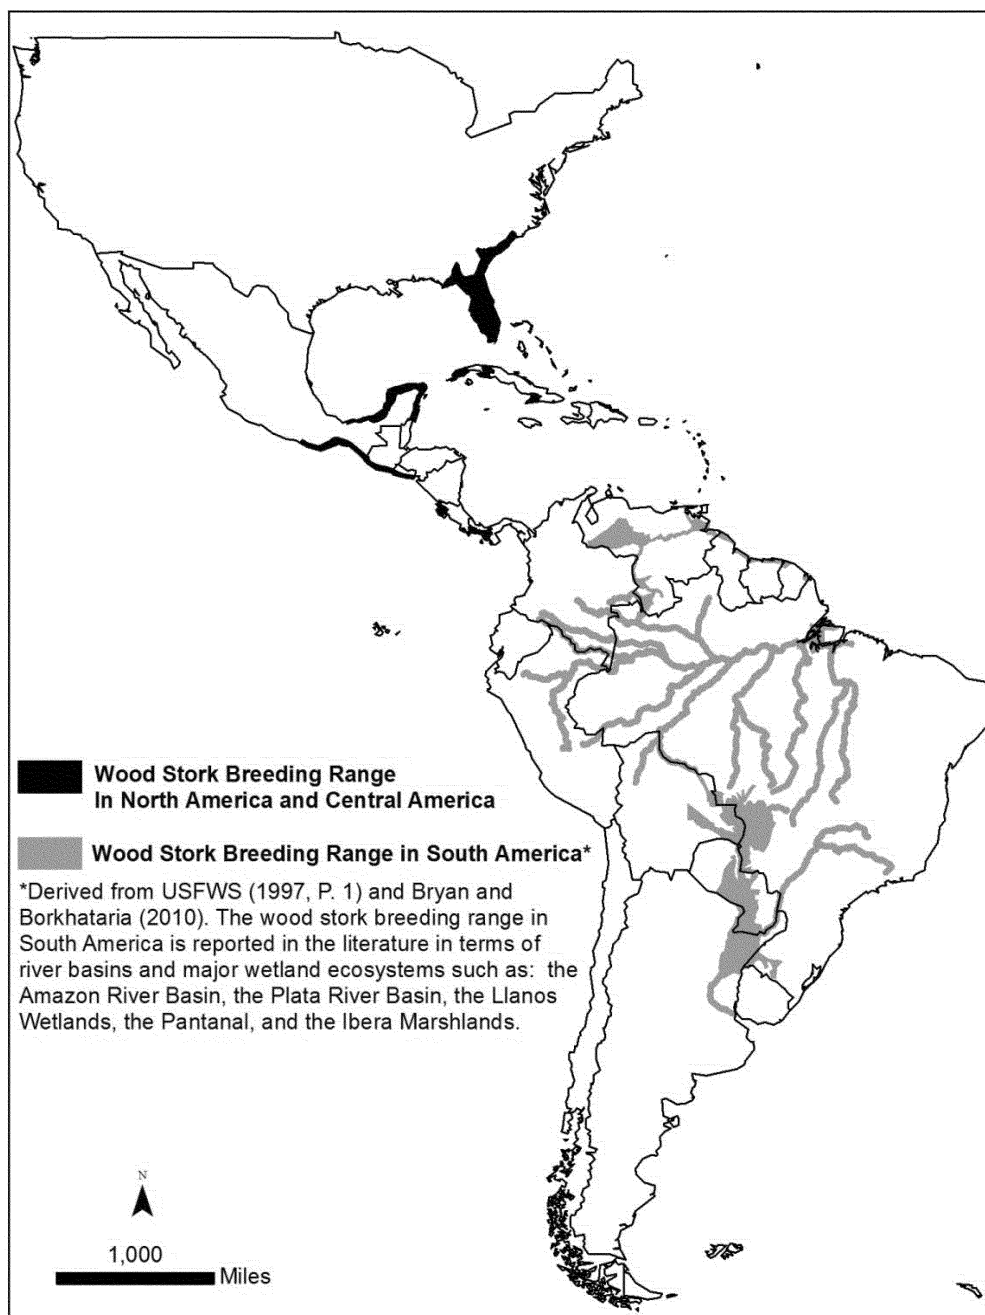 Wood Stork Breeding Range
In North America and Central America
Wood Stork Breeding Range in South America*
*Derived from USFWS (1997, P. 1) and Bryan and
Borkhataria (2010). The wood stork breeding range in
South America is reported in the literature in terms of
river basins and major wetland ecosystems such as: the
Amazon River Basin, the Plata River Basin, the Llanos
Wetlands, the Pantanal, and the Ibera Marshlands.
N
1,000
Miles